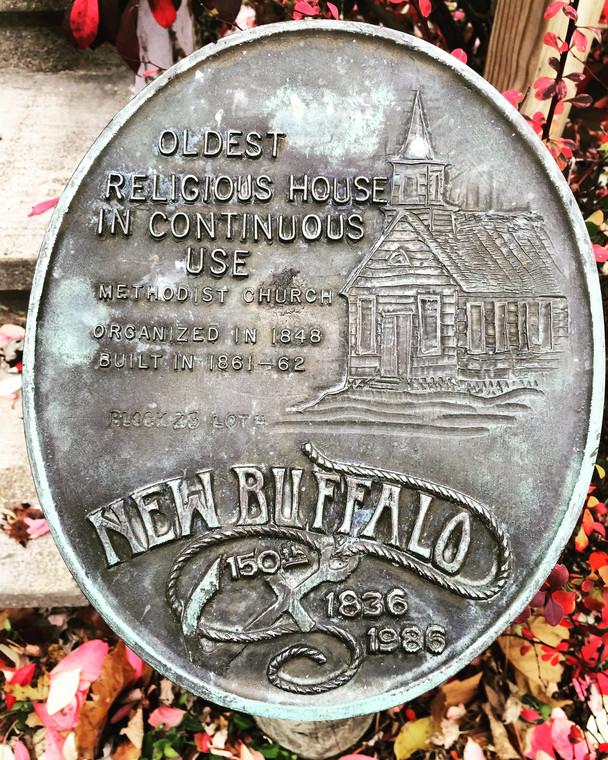 OLDEST
RELIGIOUS HOUSE
IN CONTINUOUS
USE
METHODIST CHURCH
ORGANIZED IN 1848
BUILT IN 1861-62
BLOCK 23 LOT 4
NEW BUFFALO
150th
1836
1986